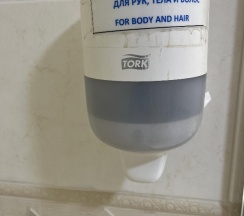 ДЛЯ РУК, ТЕЛА И ВОЛОС
FOR BODY AND HAIR
TORK